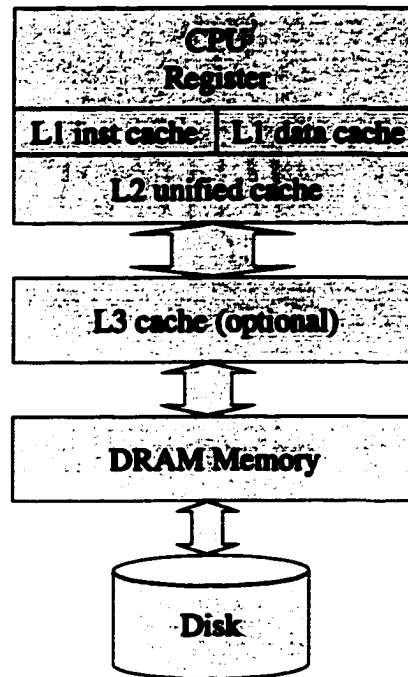 CPU
Register
L1 inst cache L1 data cache
L2 unified cache
L3 cache (optional)
DRAM Memory
Disk